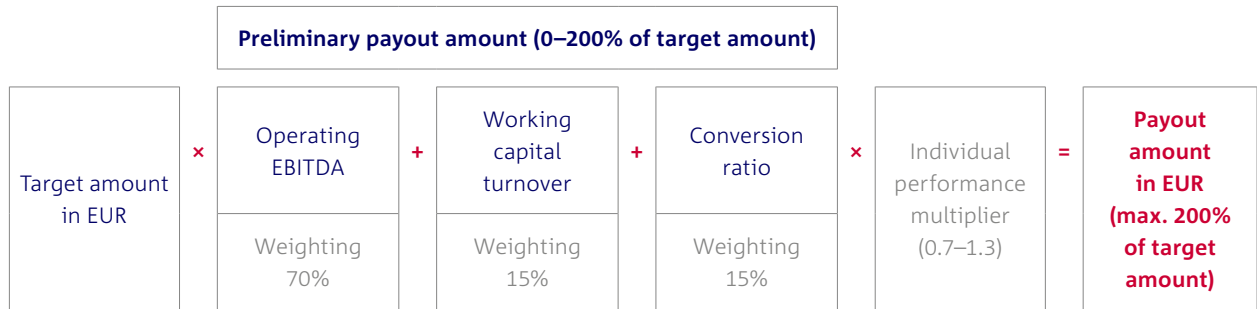 Preliminary payout amount (0–200% of target amount)
Target amount
in EUR
×
Operating
EBITDA
Weighting
70%
+
Working
capital
turnover
Weighting
15%
+
Conversion
ratio
Weighting
15%
×
Individual
performance
multiplier
(0.7–1.3)
=
Payout
amount
in EUR
(max. 200%
of target
amount)